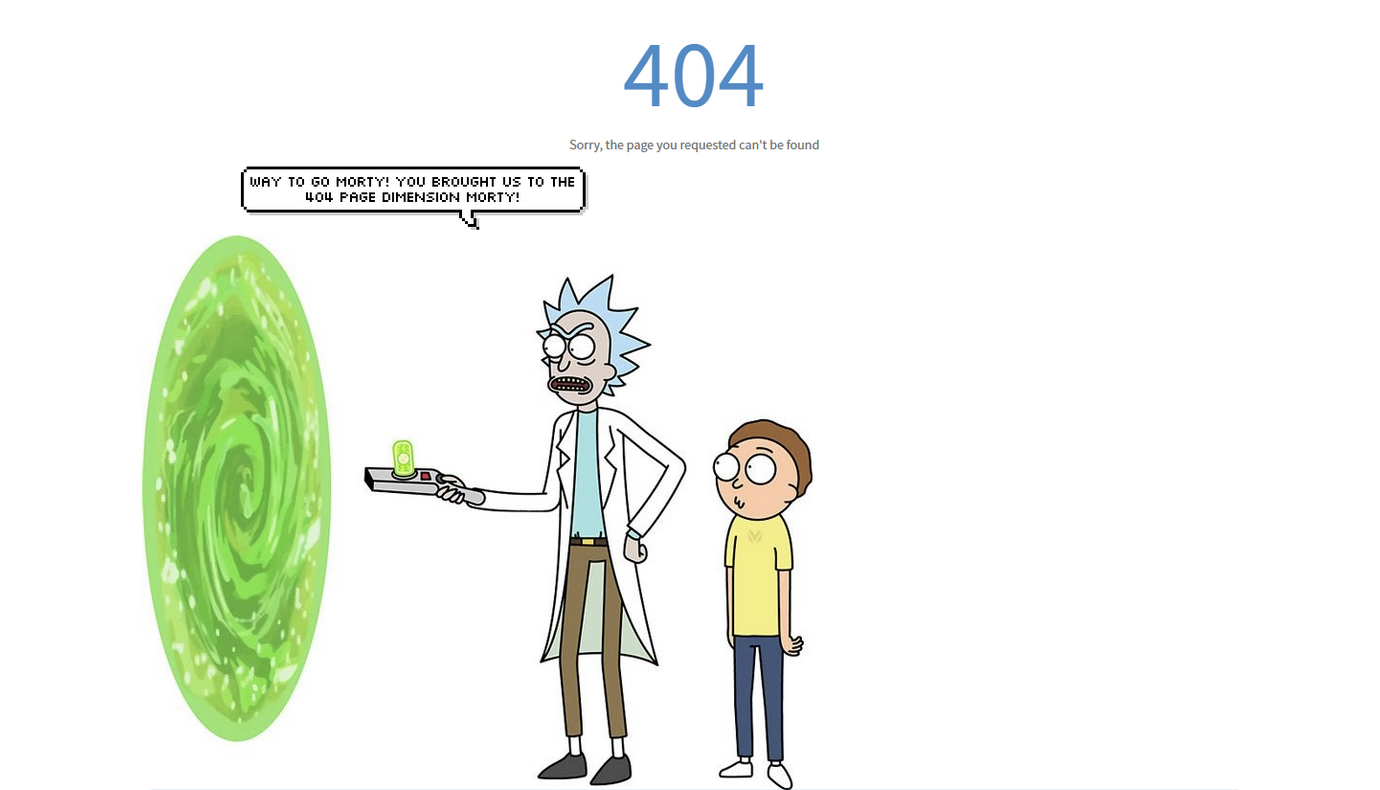 404
Sorry, the page you requested can't be found
WAY TO GO MORTY! YOU BROUGHT US TO THE
404 PAGE DIMENSION MORTY!